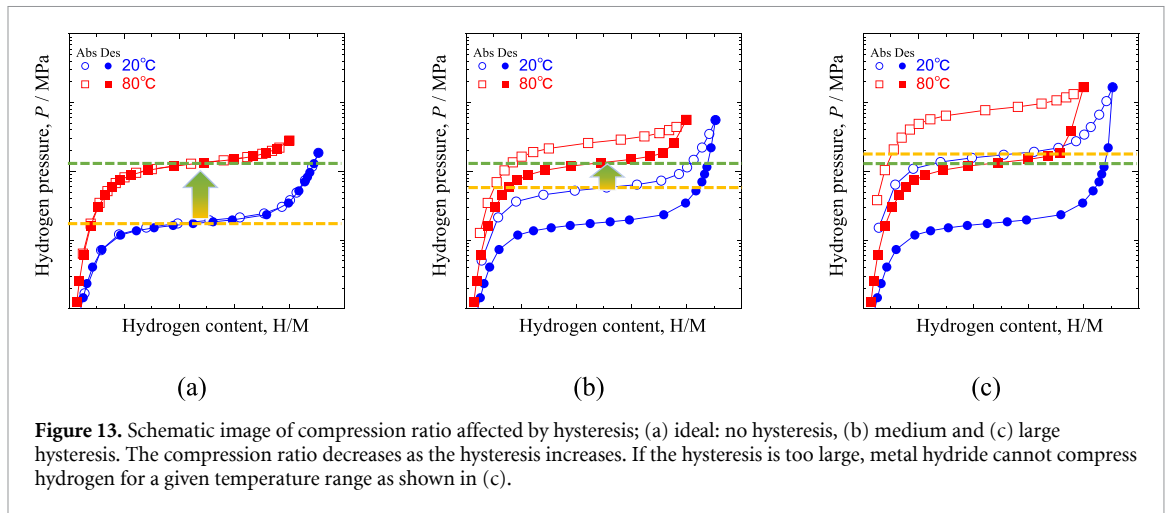 Hydrogen pressure, P / MPa
Abs Des
20°C
80°C
Hydrogen content, H/M
(a)
Hydrogen pressure, P / MPa
Abs Des
20°C
80°C
Hydrogen content, H/M
(b)
Hydrogen pressure, P / MPa
Abs Des
20°C
80°C
Hydrogen content, H/M
(c)
Figure 13. Schematic image of compression ratio affected by hysteresis; (a) ideal: no hysteresis, (b) medium and (c) large
hysteresis. The compression ratio decreases as the hysteresis increases. If the hysteresis is too large, metal hydride cannot compress
hydrogen for a given temperature range as shown in (c).